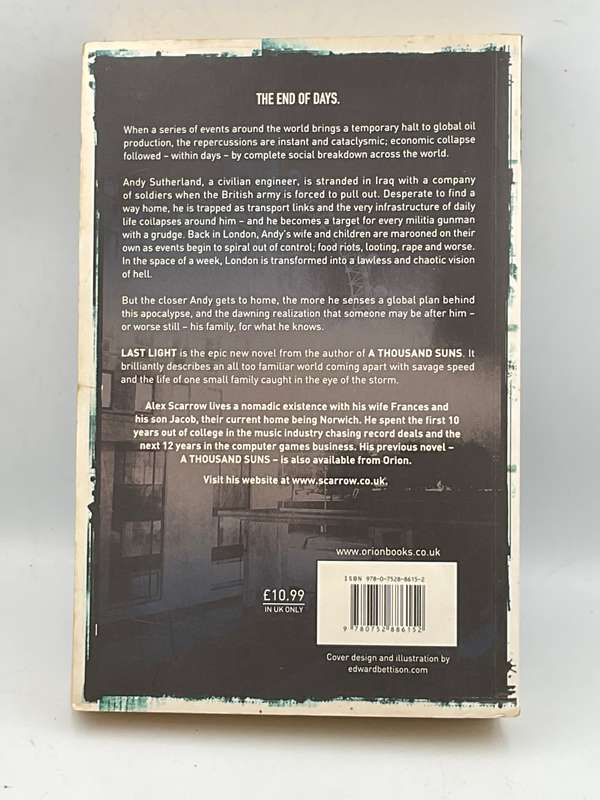 THE END OF DAYS.
When a series of events around the world brings a temporary halt to global oil
production, the repercussions are instant and cataclysmic; economic collapse
followed – within days – by complete social breakdown across the world.
Andy Sutherland, a civilian engineer, is stranded in Iraq with a company
of soldiers when the British army is forced to pull out. Desperate to find a
way home, he is trapped as transport links and the very infrastructure of daily
life collapses around him – and he becomes a target for every militia gunman
with a grudge. Back in London, Andy's wife and children are marooned on their
own as events begin to spiral out of control; food riots, looting, rape and worse.
In the space of a week, London is transformed into a lawless and chaotic vision
of hell.
But the closer Andy gets to home, the more he senses a global plan behind
this apocalypse, and the dawning realization that someone may be after him –
or worse still – his family, for what he knows.
LAST LIGHT is the epic new novel from the author of A THOUSAND SUNS. It
brilliantly describes an all too familiar world coming apart with savage speed
and the life of one small family caught in the eye of the storm.
Alex Scarrow lives a nomadic existence with his wife Frances and
his son Jacob, their current home being Norwich. He spent the first 10
years out of college in the music industry chasing record deals and the
next 12 years in the computer games business. His previous novel –
A THOUSAND SUNS – is also available from Orion.
Visit his website at www.scarrow.co.uk.
www.orionbooks.co.uk
ISBN 978-0-7528-8615-2
£10.99
IN UK ONLY
9 780752 886152
Cover design and illustration by
edwardbettison.com